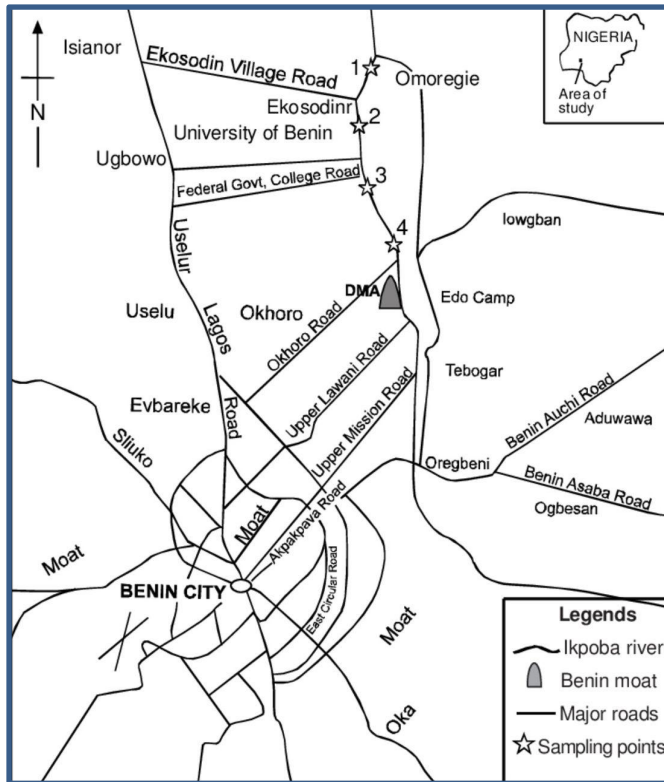 Isianor
Ekosodin Village Road
1
Omoregie
NIGERIA
Area of
study
N
Ekosodinr
2
University of Benin
Ugbowo
Federal Govt, College Road
3
Uselur
4
Iowgban
DMA
Edo Camp
Uselu
Lagos
Okhoro
Okhoro Road
Tebogar
Evbareke
Road
Upper Lawani Road
Upper Mission Road
Benin Auchi Road
Aduwawa
Sliuko
Oregbeni
Benin Asaba Road
Ogbesan
Moat
Akpakpava Road
Moat
BENIN CITY
East Circular Road
Moat
Oka
Legends
Ikpoba river
Benin moat
Major roads
Sampling points